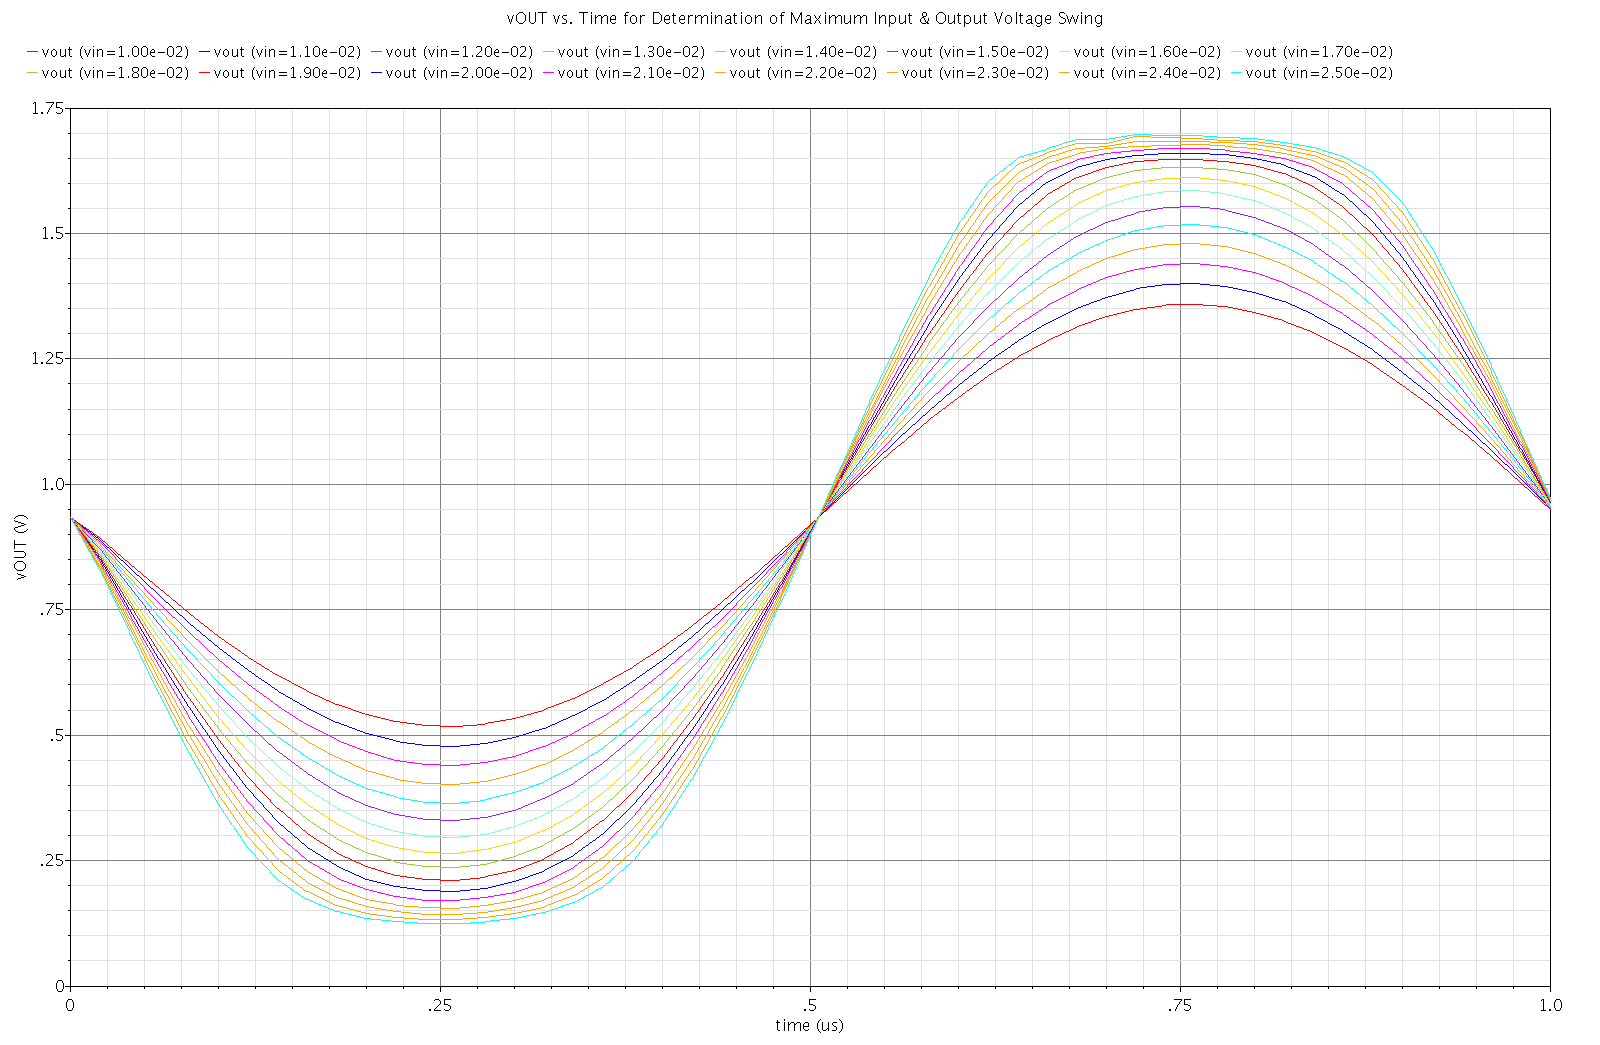 vOUT vs. Time for Determination of Maximum Input & Output Voltage Swing
vout (vin=1.00e-02) vout (vin=1.10e-02) vout (vin=1.20e-02) vout (vin=1.30e-02) vout (vin=1.40e-02) vout (vin=1.50e-02) vout (vin=1.60e-02) vout (vin=1.70e-02)
vout (vin=1.80e-02) vout (vin=1.90e-02) vout (vin=2.00e-02) vout (vin=2.10e-02) vout (vin=2.20e-02) vout (vin=2.30e-02) vout (vin=2.40e-02) vout (vin=2.50e-02)
1.75
1.5
1.25
1.0
vOUT (V)
.75
.5
.25
0
0 .25 .5 .75 1.0
time (us)